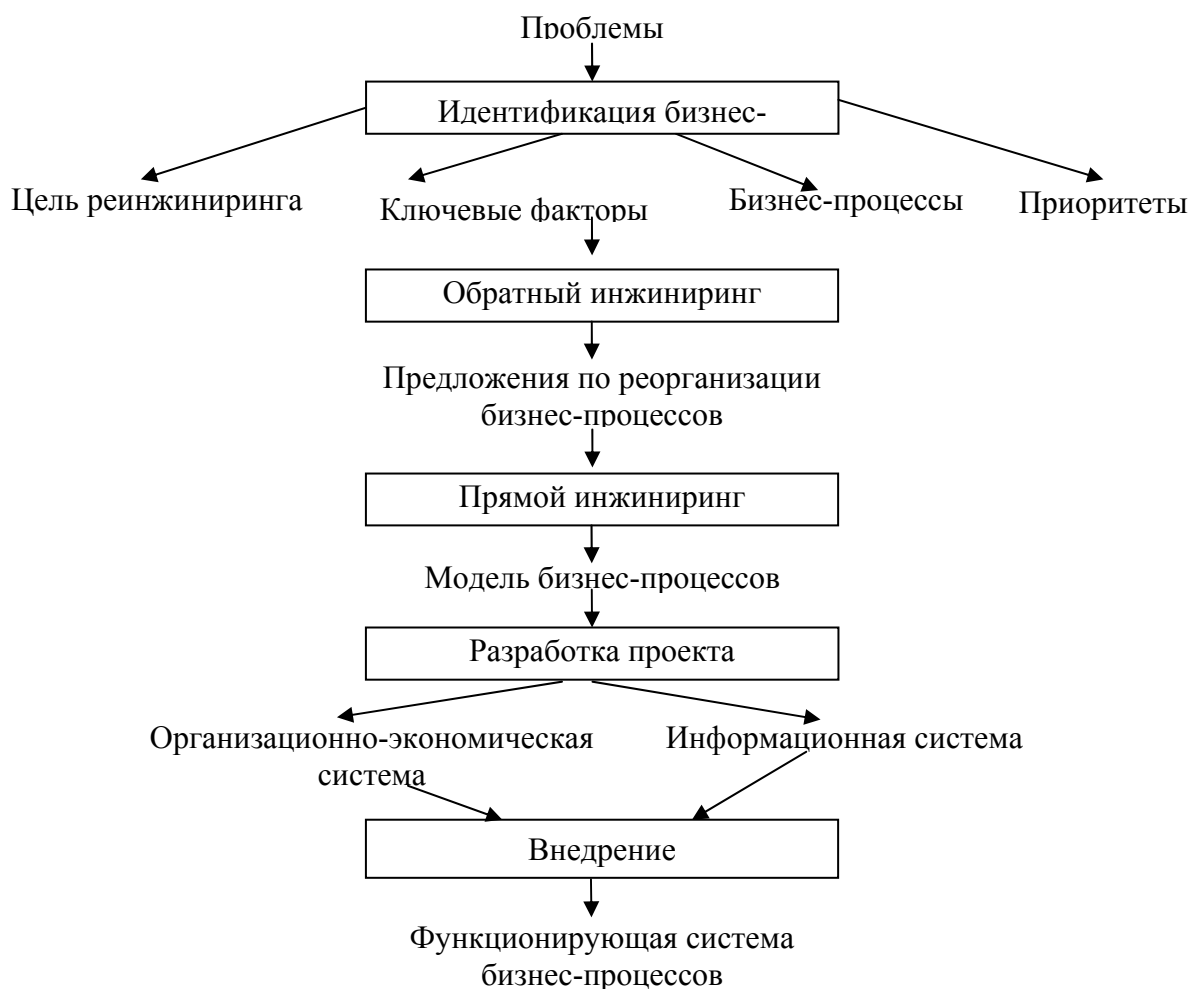 Проблемы
Идентификация бизнес-
Цель реинжиниринга
Ключевые факторы
Бизнес-процессы
Приоритеты
Обратный инжиниринг
Предложения по реорганизации
бизнес-процессов
Прямой инжиниринг
Модель бизнес-процессов
Разработка проекта
Организационно-экономическая
система
Информационная система
Внедрение
Функционирующая система
бизнес-процессов